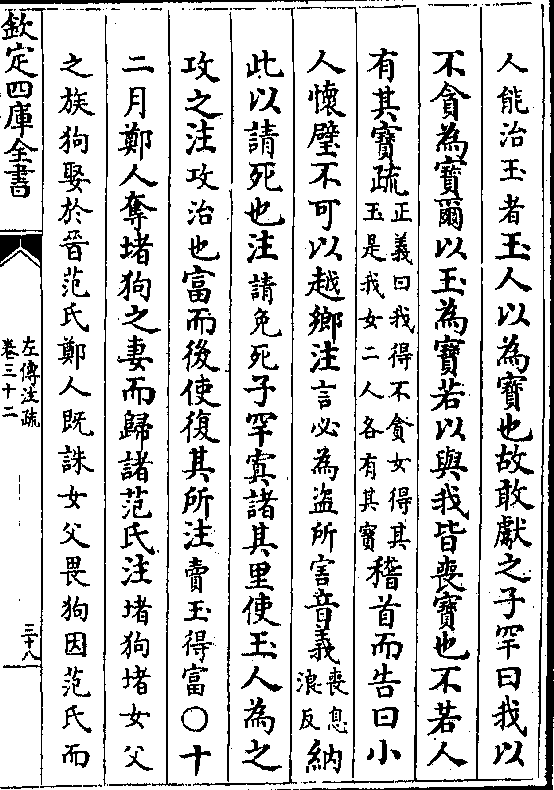 人能治玉者玉人以為寶也故敢獻之子罕曰我以
不貪為寶爾以玉為寶若以與我皆喪寶也不若人
有其寶疏正義曰我得不貪女得其玉是我女二人各有其寶稽首而告曰小
人懷璧不可以越鄉注言必為盜所害音義喪息浪反納
此以請死也注請免死子罕寘諸其里使玉人為之
攻之注攻治也富而後使復其所注賣玉得富○十
二月鄭人奪堵狗之妻而歸諸范氏注堵狗堵女父
之族狗娶於晉范氏鄭人既誅女父畏狗因范氏而
欽定四庫全書
左傳注疏
卷三十二
三十八